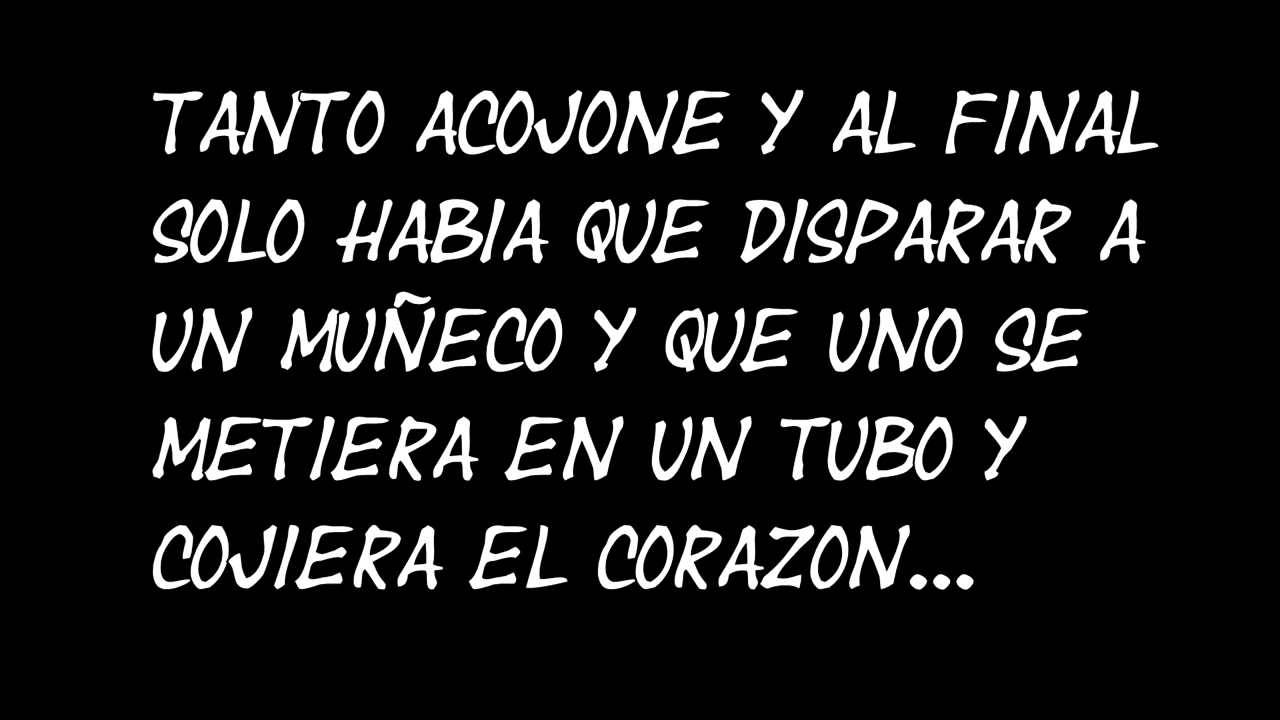 TANTO ACOJONE Y AL FINAL
SOLO HABIA QUE DISPARAR A
UN MUÑECO Y QUE UNO SE
METIERA EN UN TUBO Y
COJIERA EL CORAZON...